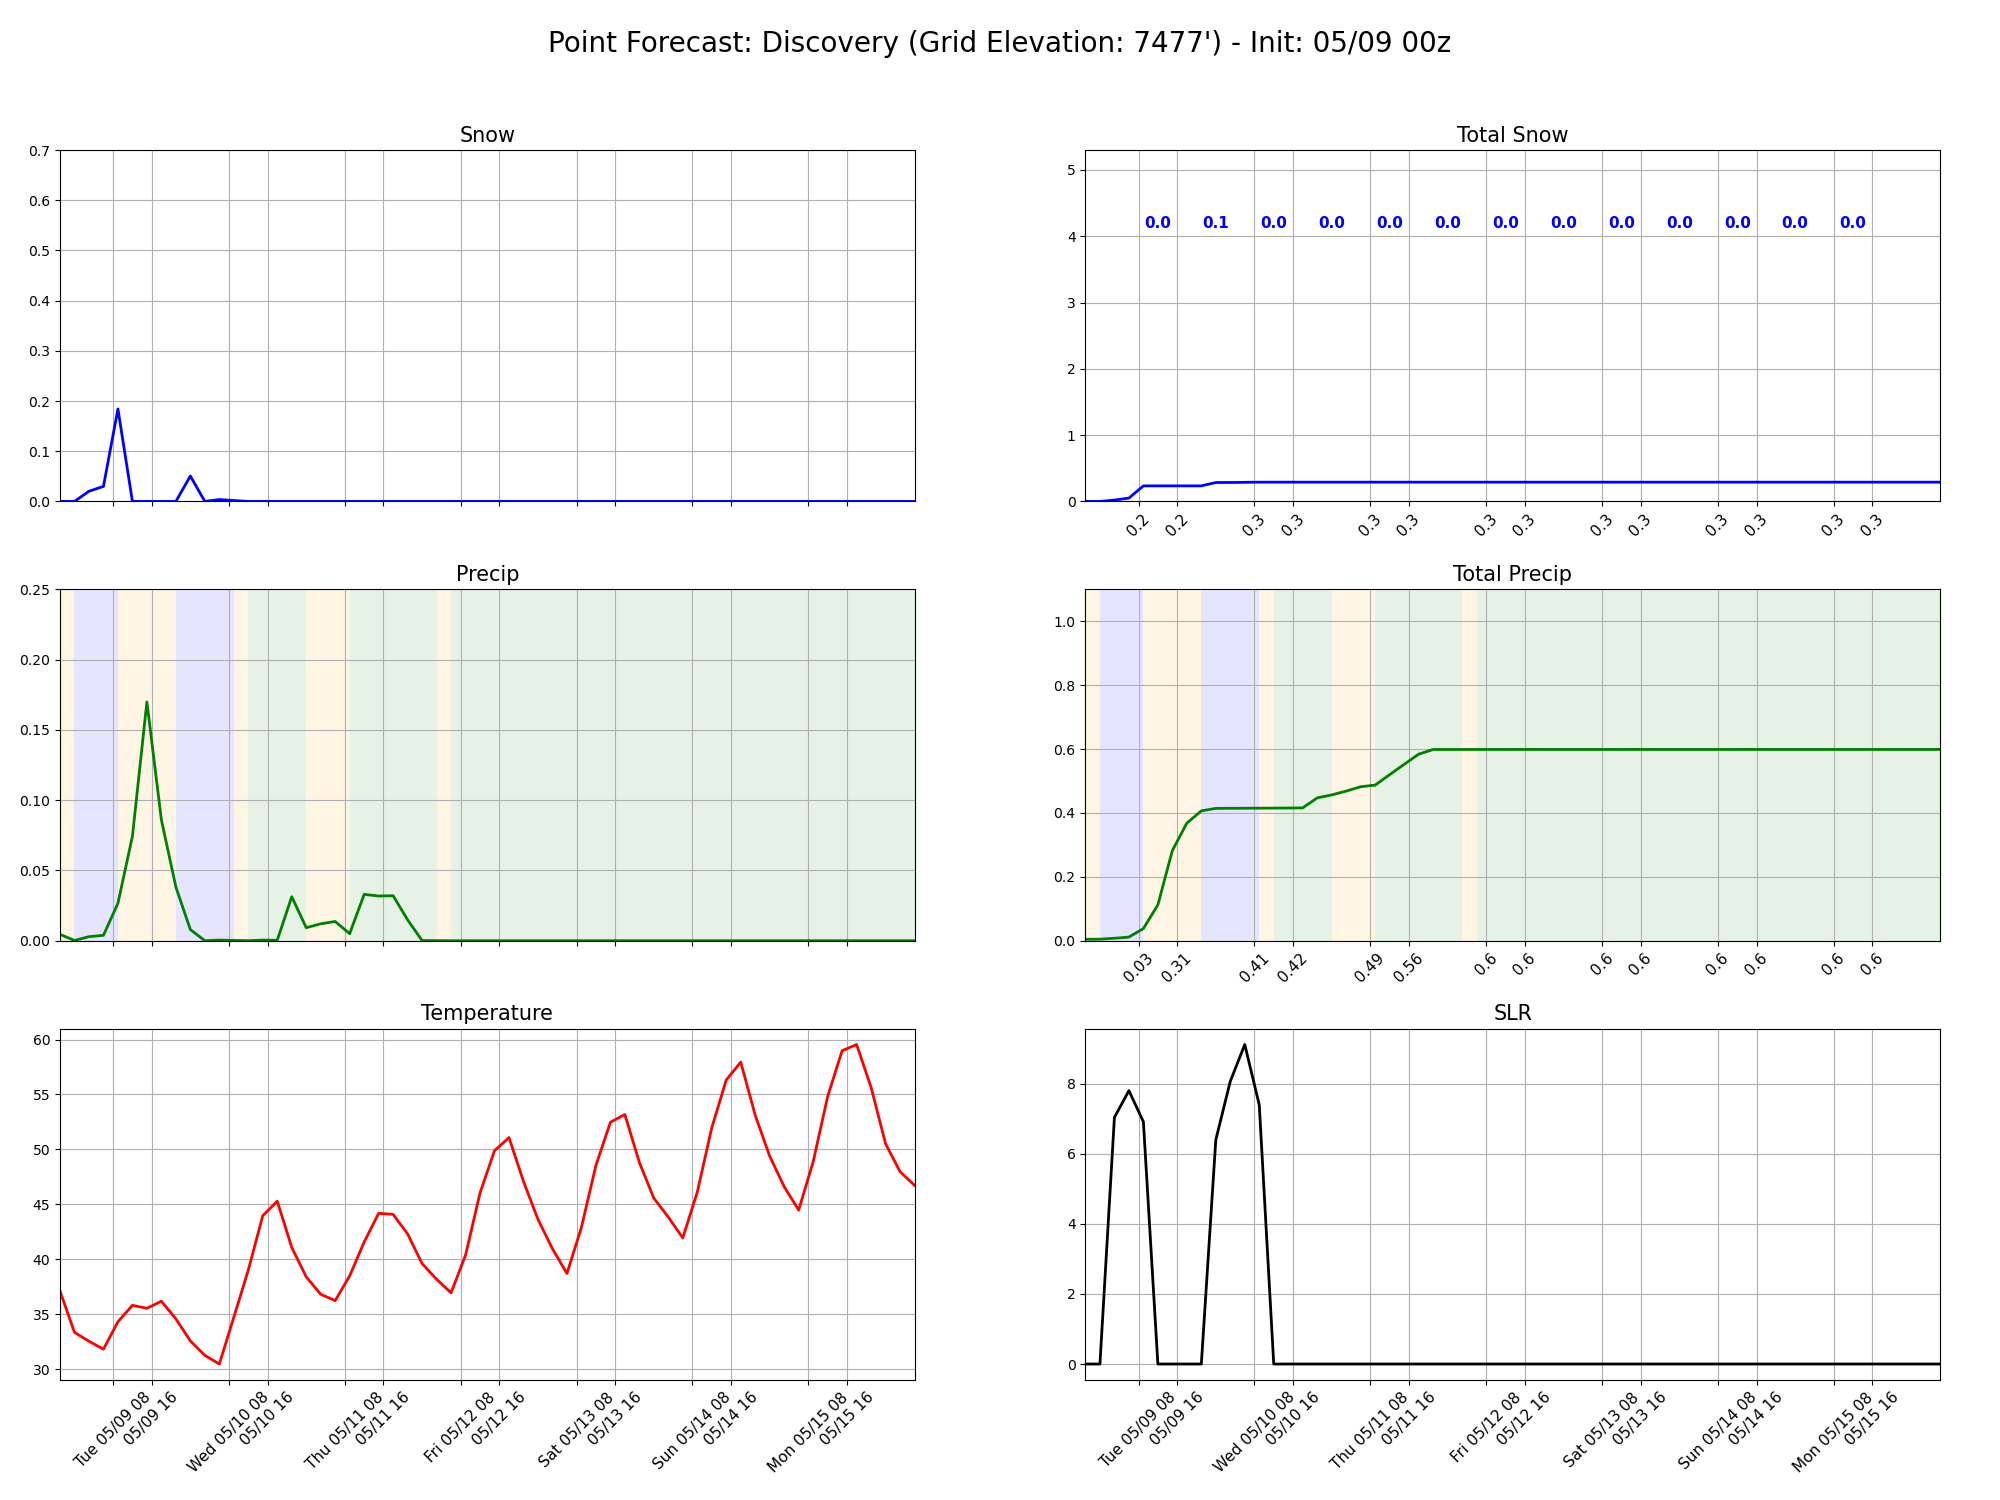 Point Forecast: Discovery (Grid Elevation: 7477') - Init: 05/09 00z
Snow
0.7
0.6
0.5
0.4
0.3
0.2
0.1
0.0
Total Snow
5
4
3
2
1
0
0.0 0.1 0.0 0.0 0.0 0.0 0.0 0.0 0.0 0.0 0.0 0.0 0.0
0.2 0.2 0.3 0.3 0.3 0.3 0.3 0.3 0.3 0.3 0.3 0.3 0.3 0.3
Precip
0.25
0.20
0.15
0.10
0.05
0.00
Total Precip
1.0
0.8
0.6
0.4
0.2
0.0
0.03 0.31 0.41 0.42 0.49 0.56 0.6 0.6 0.6 0.6 0.6 0.6 0.6 0.6
Temperature
60
55
50
45
40
35
30
Tue 05/09 08
05/09 16
Wed 05/10 08
05/10 16
Thu 05/11 08
05/11 16
Fri 05/12 08
05/12 16
Sat 05/13 08
05/13 16
Sun 05/14 08
05/14 16
Mon 05/15 08
05/15 16
SLR
8
6
4
2
0
Tue 05/09 08
05/09 16
Wed 05/10 08
05/10 16
Thu 05/11 08
05/11 16
Fri 05/12 08
05/12 16
Sat 05/13 08
05/13 16
Sun 05/14 08
05/14 16
Mon 05/15 08
05/15 16